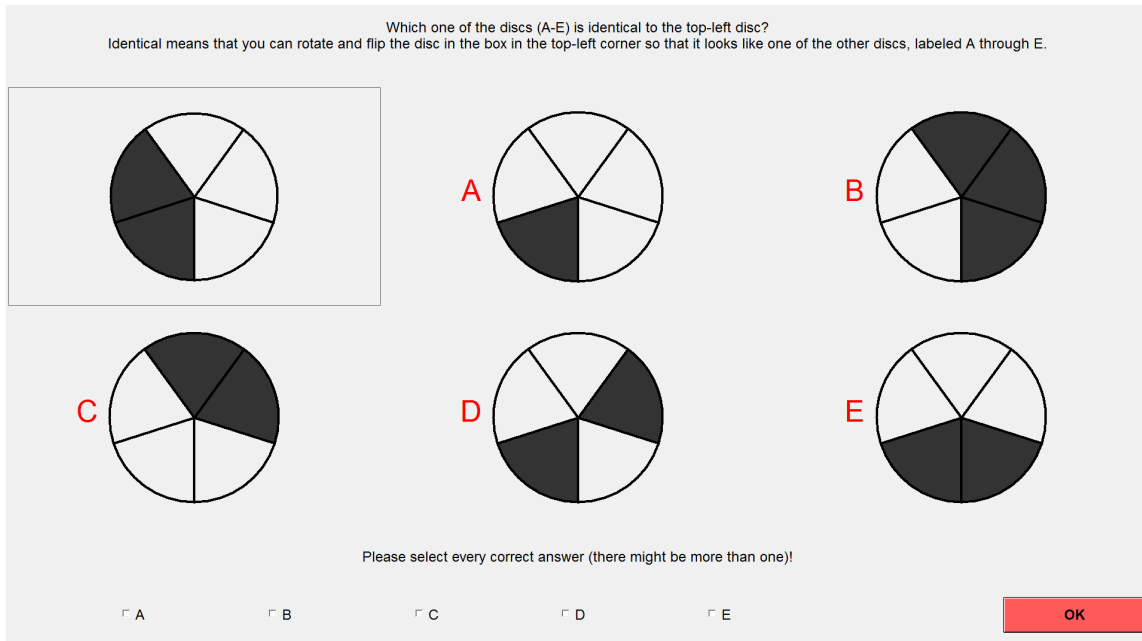 Which one of the discs (A-E) is identical to the top-left disc?
Identical means that you can rotate and flip the disc in the box in the top-left corner so that it looks like one of the other discs, labeled A through E.
A
B
C
D
E
Please select every correct answer (there might be more than one)!
A
B
C
D
E
OK